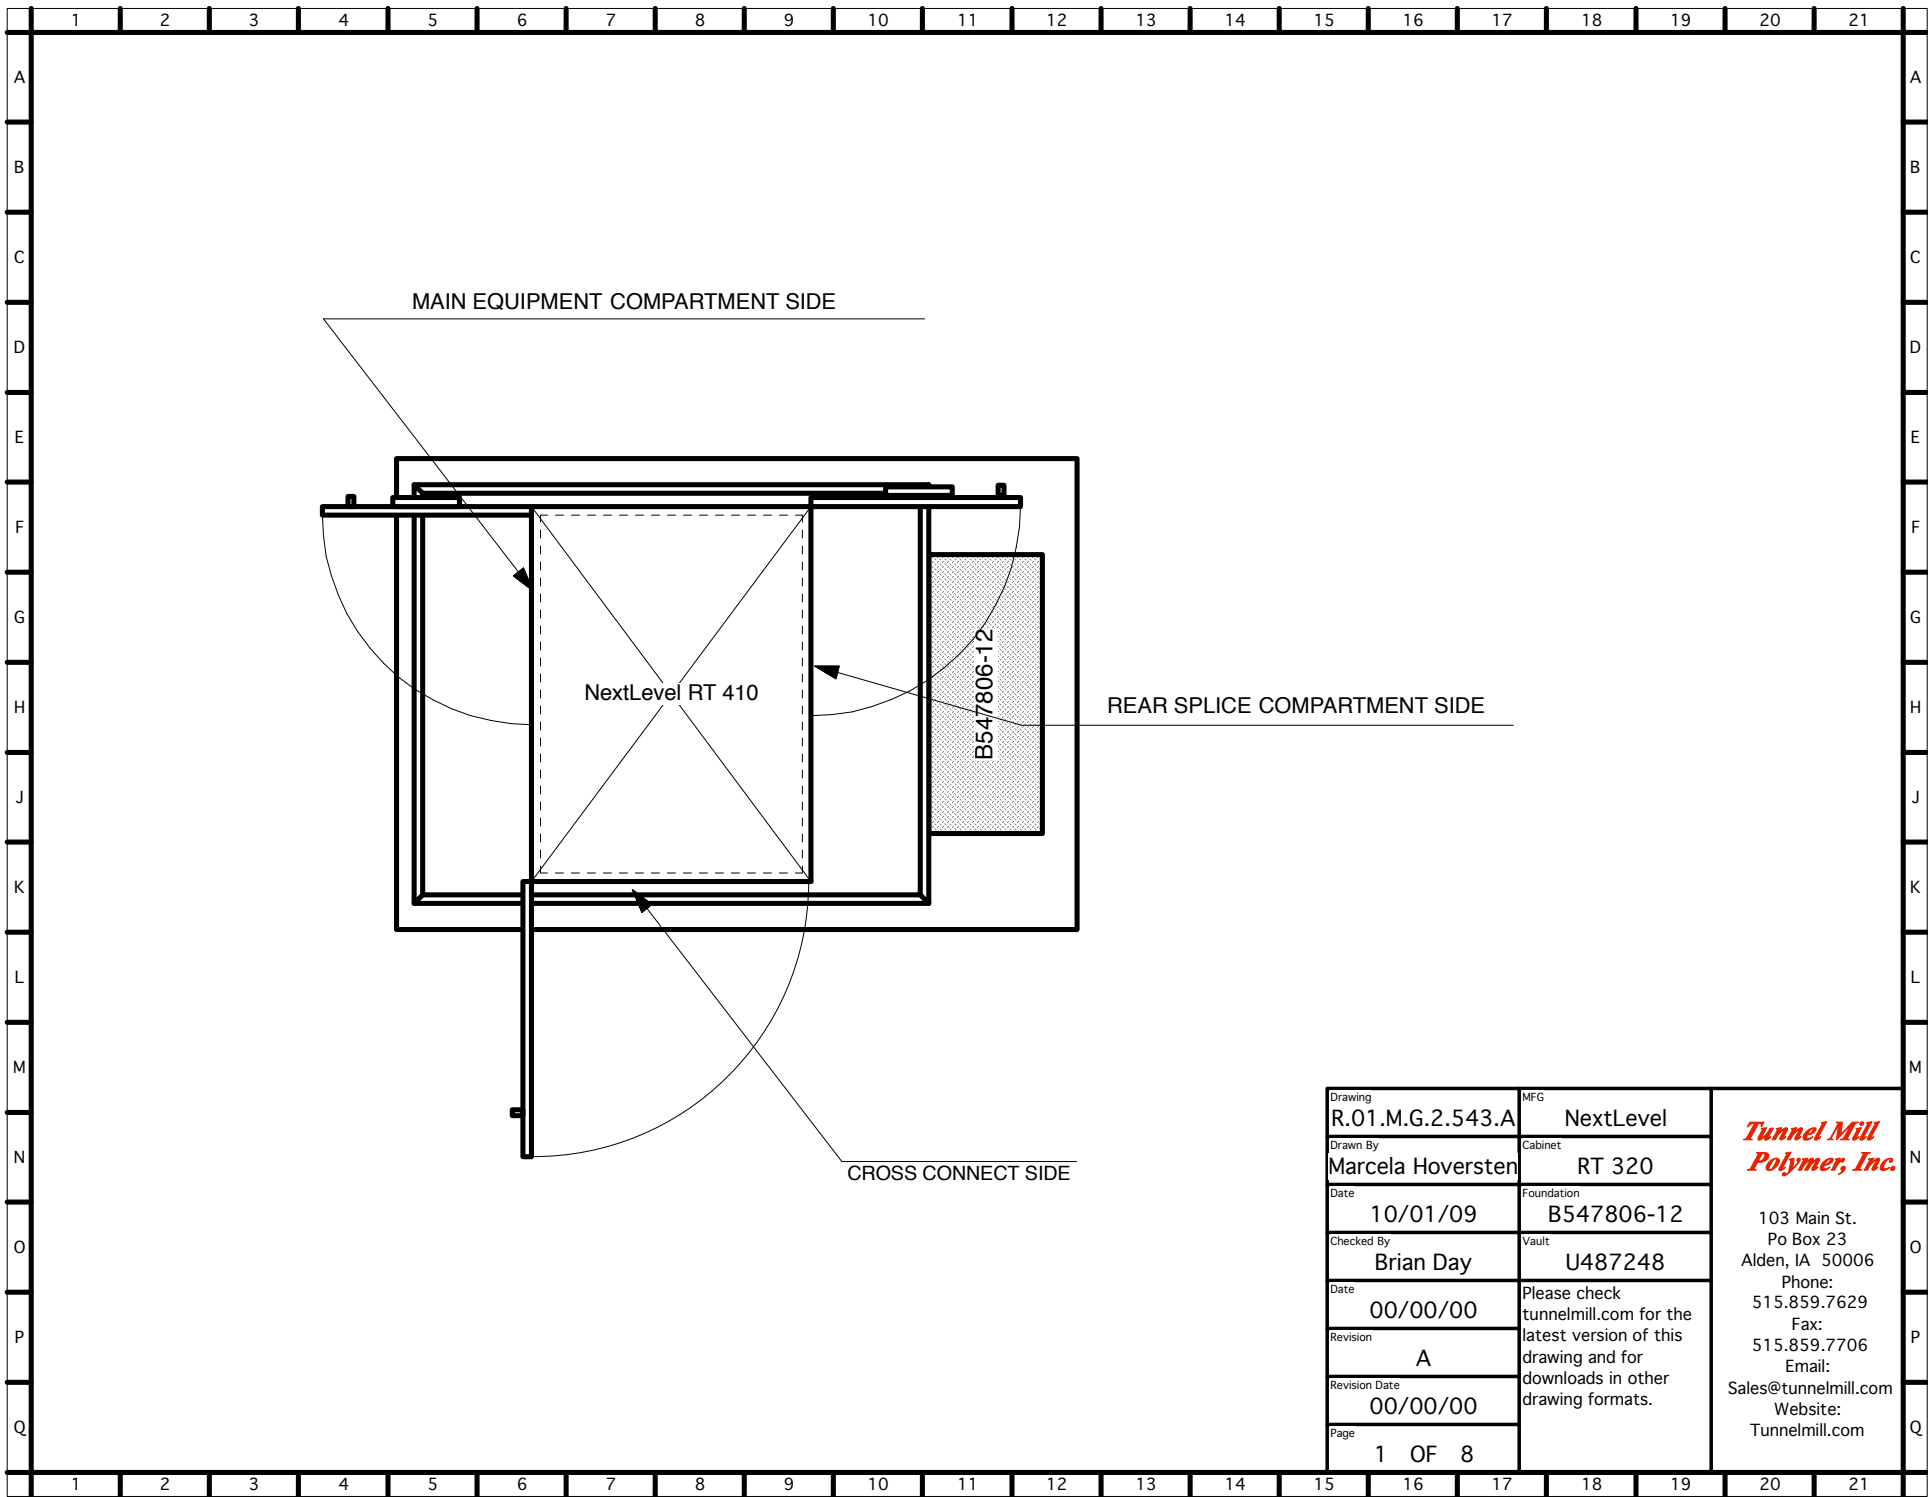 1 2 3 4 5 6 7 8 9 10 11 12 13 14 15 16 17 18 19 20 21
A A
B B
C C
MAIN EQUIPMENT COMPARTMENT SIDE
D D
E E
F F
G G
NextLevel RT 410
B547806-12
REAR SPLICE COMPARTMENT SIDE
H H
J J
K K
L L
M M
CROSS CONNECT SIDE
N N
O O
P P
Q Q
Drawing
R.01.M.G.2.543.A
MFG
NextLevel
Drawn By
Marcela Hoversten
Cabinet
RT 320
Date
10/01/09
Foundation
B547806-12
Checked By
Brian Day
Vault
U487248
Date
00/00/00
Revision
A
Revision Date
00/00/00
Page
1 OF 8
Please check
tunnelmill.com for the
latest version of this
drawing and for
downloads in other
drawing formats.
Tunnel Mill
Polymer, Inc.
103 Main St.
Po Box 23
Alden, IA 50006
Phone:
515.859.7629
Fax:
515.859.7706
Email:
Sales@tunnelmill.com
Website:
Tunnelmill.com
1 2 3 4 5 6 7 8 9 10 11 12 13 14 15 16 17 18 19 20 21